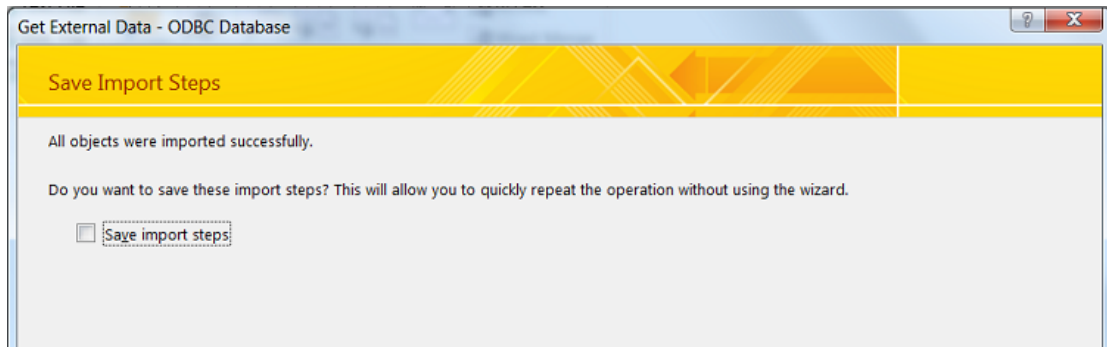 Get External Data - ODBC Database
Save Import Steps
All objects were imported successfully.
Do you want to save these import steps? This will allow you to quickly repeat the operation without using the wizard.
Save import steps